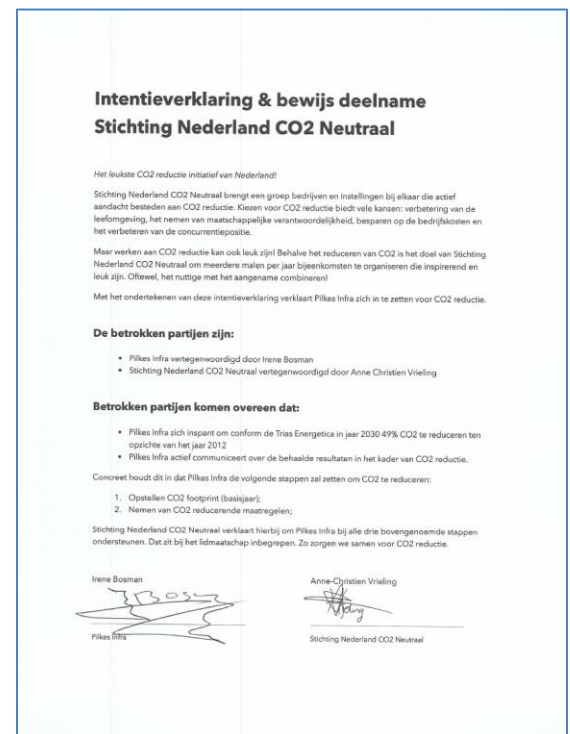 Intentieverklaring & bewijs deelname
Stichting Nederland CO2 Neutraal
Het leukste CO2 reductie initiatief van Nederland!
Stichting Nederland CO2 Neutraal brengt een groep bedrijven en instellingen bij elkaar die actief
aandacht besteden aan CO2 reductie. Kiezen voor CO2 reductie biedt vele kansen: verbetering van de
leefomgeving, het nemen van maatschappelijke verantwoordelijkheid, besparen op de bedrijfskosten en
het verbeteren van de concurrentiepositie.
Maar werken aan CO2 reductie kan ook leuk zijn! Behalve het reduceren van CO2 is het doel van Stichting
Nederland CO2 Neutraal om meerdere malen per jaar bijeenkomsten te organiseren die inspirerend en
leuk zijn. Oftewel, het nuttige met het aangename combineren!
Met het ondertekenen van deze intentieverklaring verklaart Pilkes Infra zich in te zetten voor CO2 reductie.
De betrokken partijen zijn:
• Pilkes Infra vertegenwoordigd door Irene Bosman
• Stichting Nederland CO2 Neutraal vertegenwoordigd door Anne Christien Vrieling
Betrokken partijen komen overeen dat:
• Pilkes Infra zich inspant om conform de Trias Energetica in jaar 2030 49% CO2 te reduceren ten
opzichte van het jaar 2012
• Pilkes Infra actief communiceert over de behaalde resultaten in het kader van CO2 reductie.
Concreet houdt dit in dat Pilkes Infra de volgende stappen zal zetten om CO2 te reduceren:
1. Opstellen CO2 footprint (basisjaar);
2. Nemen van CO2 reducerende maatregelen;
Stichting Nederland CO2 Neutraal verklaart hierbij om Pilkes Infra bij alle drie bovengenoemde stappen
ondersteunen. Dat zit bij het lidmaatschap inbegrepen. Zo zorgen we samen voor CO2 reductie.
Irene Bosman Anne-Christien Vrieling
Pilkes Infra Stichting Nederland CO2 Neutraal